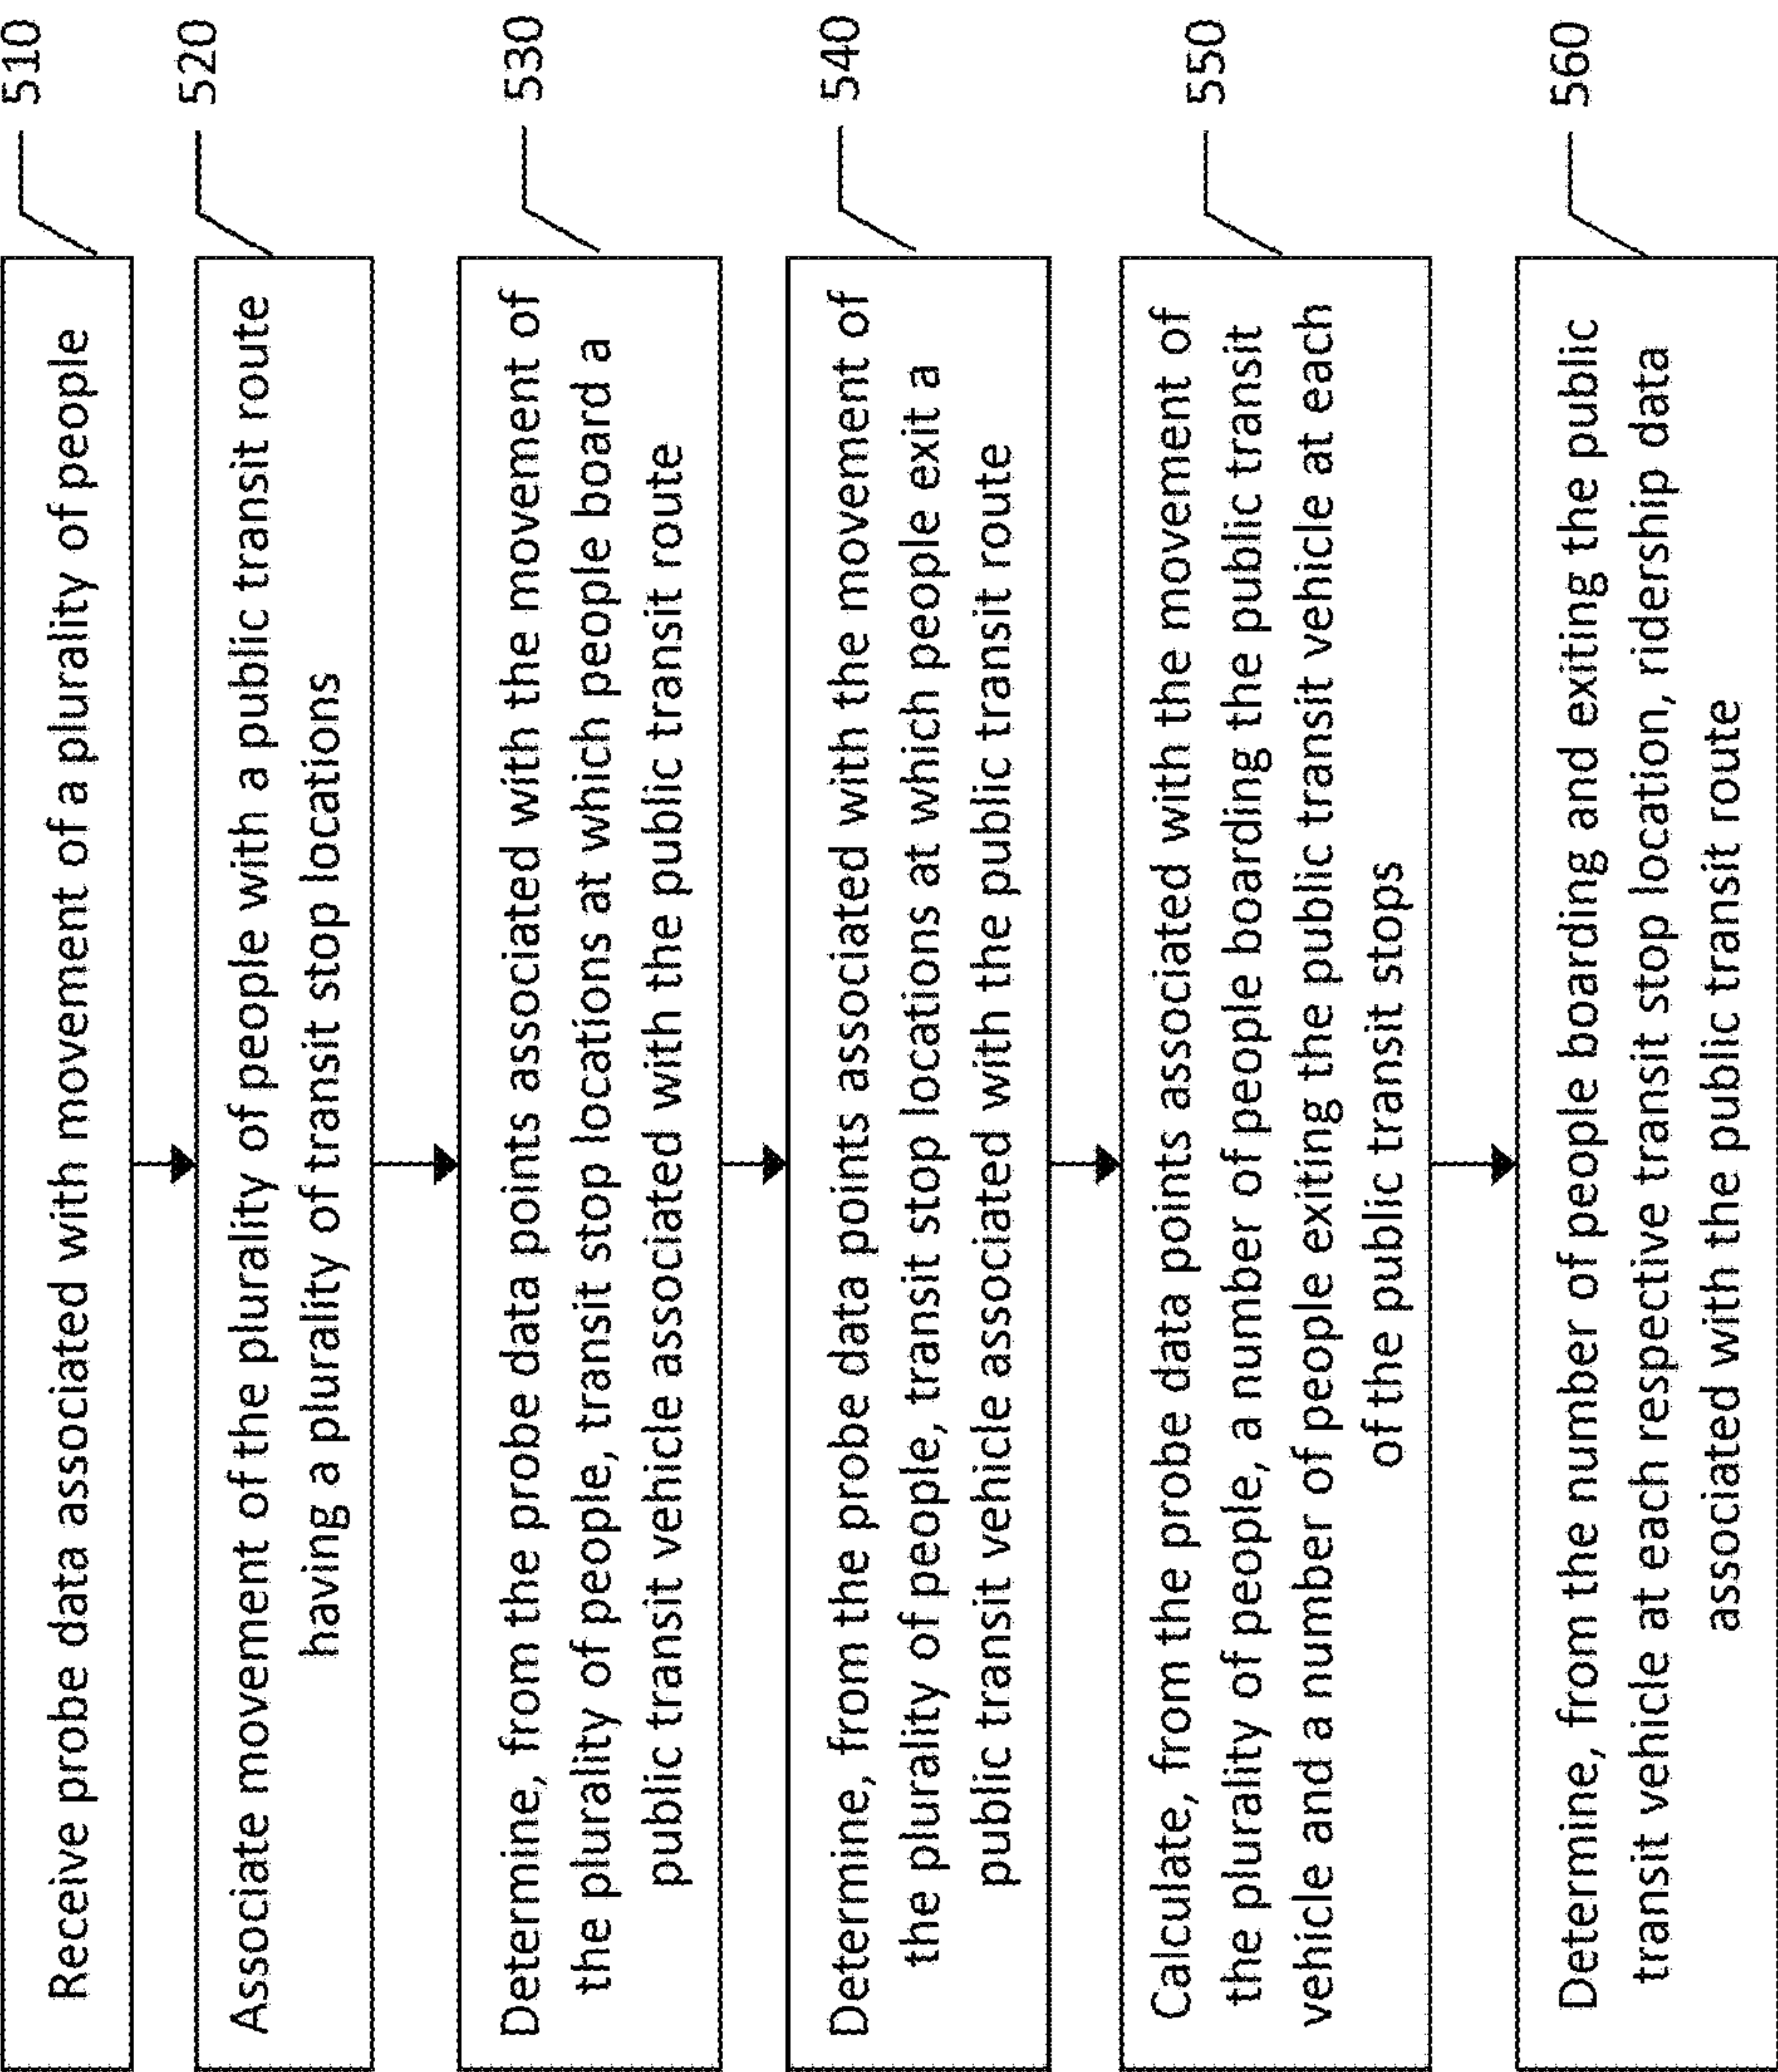 Receive probe data associated with movement of a plurality of people
510
Associate movement of the plurality of people with a public transit route
having a plurality of transit stop locations
520
Determine, from the probe data points associated with the movement of
the plurality of people, transit stop locations at which people board a
public transit vehicle associated with the public transit route
530
Determine, from the probe data points associated with the movement of
the plurality of people, transit stop locations at which people exit a
public transit vehicle associated with the public transit route
540
Calculate, from the probe data points associated with the movement of
the plurality of people, a number of people boarding the public transit
vehicle and a number of people exiting the public transit vehicle at each
of the public transit stops
550
Determine, from the number of people boarding and exiting the public
transit vehicle at each respective transit stop location, ridership data
associated with the public transit route
560